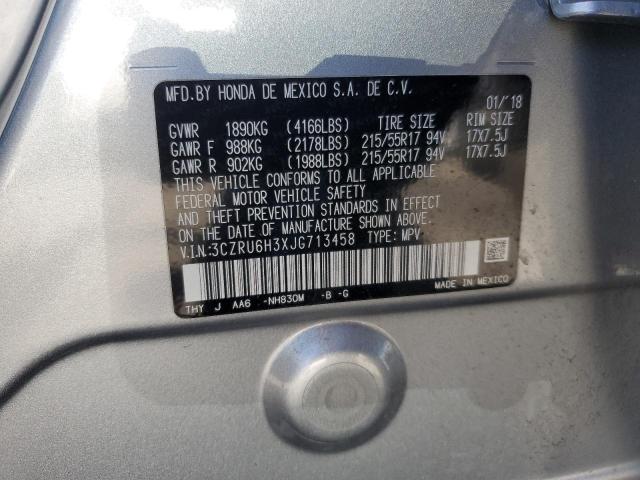 MFD.BY HONDA DE MEXICO S.A. DE C.V. 01/'18
GVWR 1890KG (4166LBS) TIRE SIZE RIM SIZE
GAWR F 988KG (2178LBS) 215/55R17 94V 17X7.5J
GAWR R 902KG (1988LBS) 215/55R17 94V 17X7.5J
THIS VEHICLE CONFORMS TO ALL APPLICABLE
FEDERAL MOTOR VEHICLE SAFETY
AND THEFT PREVENTION STANDARDS IN EFFECT
ON THE DATE OF MANUFACTURE SHOWN ABOVE.
V.I.N:3CZRU6H3XJG713458 TYPE: MPV
THY J AA6 -NH830M -B -G MADE IN MEXICO